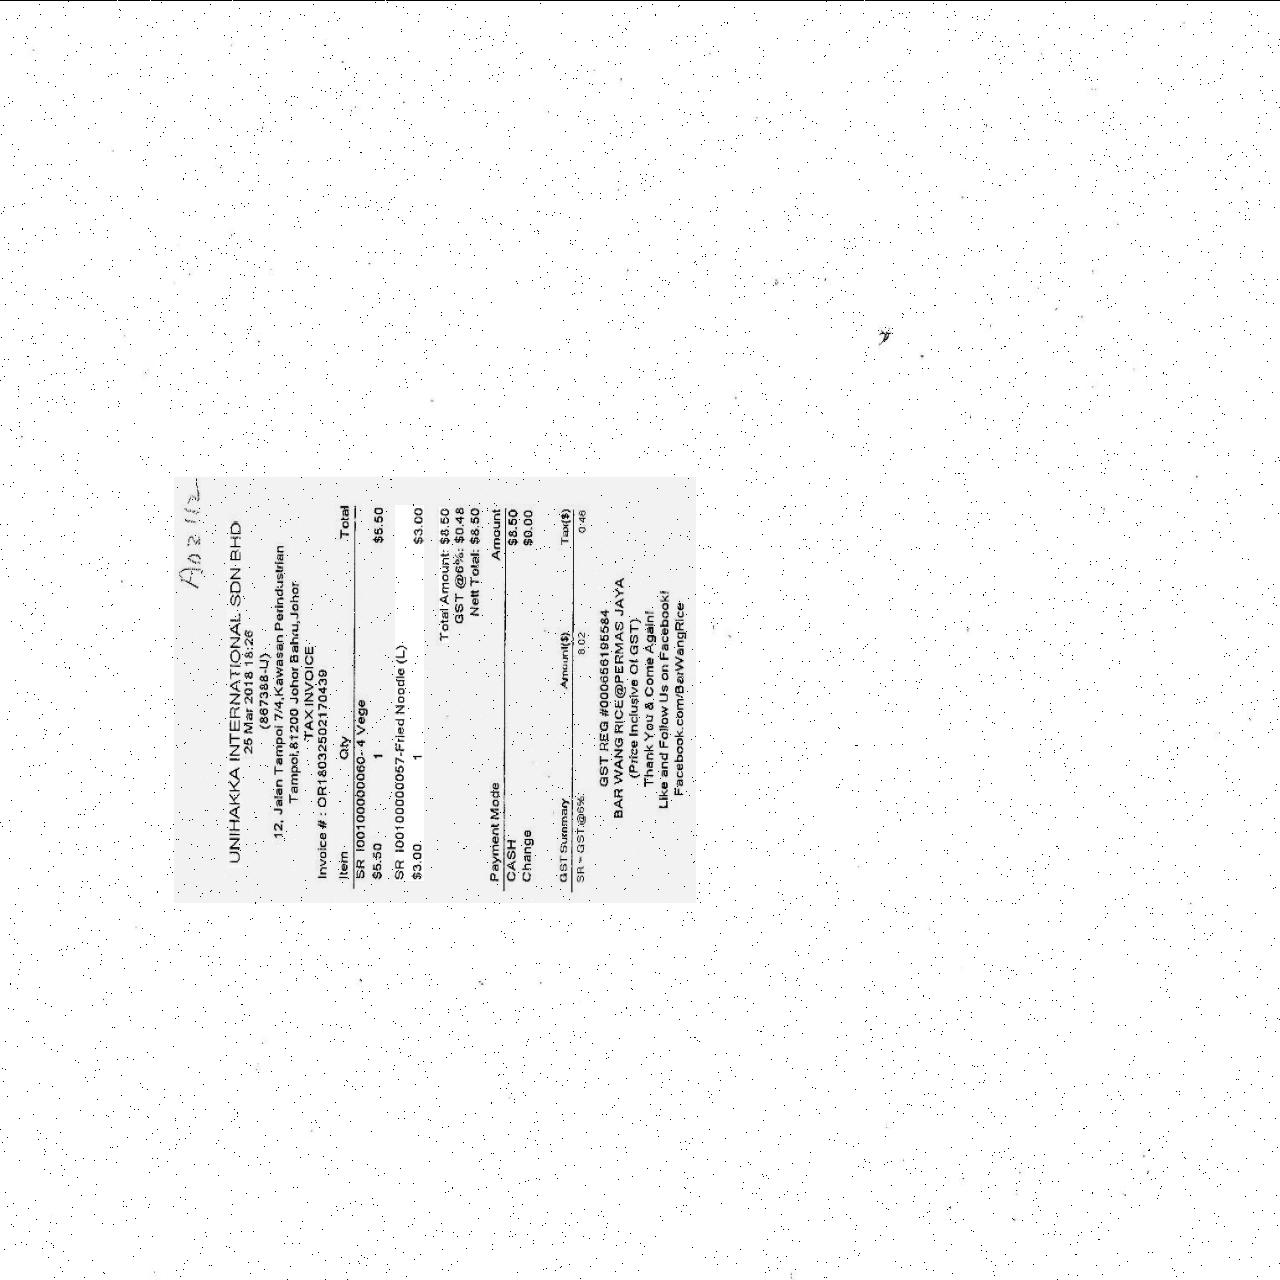 UNIHAKKA INTERNATIONAL SDN BHD
25 Mar 2018 18:26
(867388-U)
12, Jalan Tampoi 7/4,Kawasan Perindustrian
Tampoi,81200 Johor Bahru,Johor
TAX INVOICE
Invoice # : OR18032502170439
Item Qty Total
SR I00100000060- 4 Vege
$5.50 1 $5.50
SR I00100000057-Fried Noodle (L)
$3.00 1 $3.00
Total Amount: $8.50
GST @6%: $0.48
Nett Total: $8.50
Payment Mode Amount
CASH $8.50
Change $0.00
GST Summary Amount($) Tax($)
SR = GST @6% 8.02 0.48
GST REG #000656195584
BAR WANG RICE@PERMAS JAYA
(Price Inclusive Of GST)
Thank You & Come Again!
Like and Follow Us on Facebook!
Facebook.com/BarWangRice